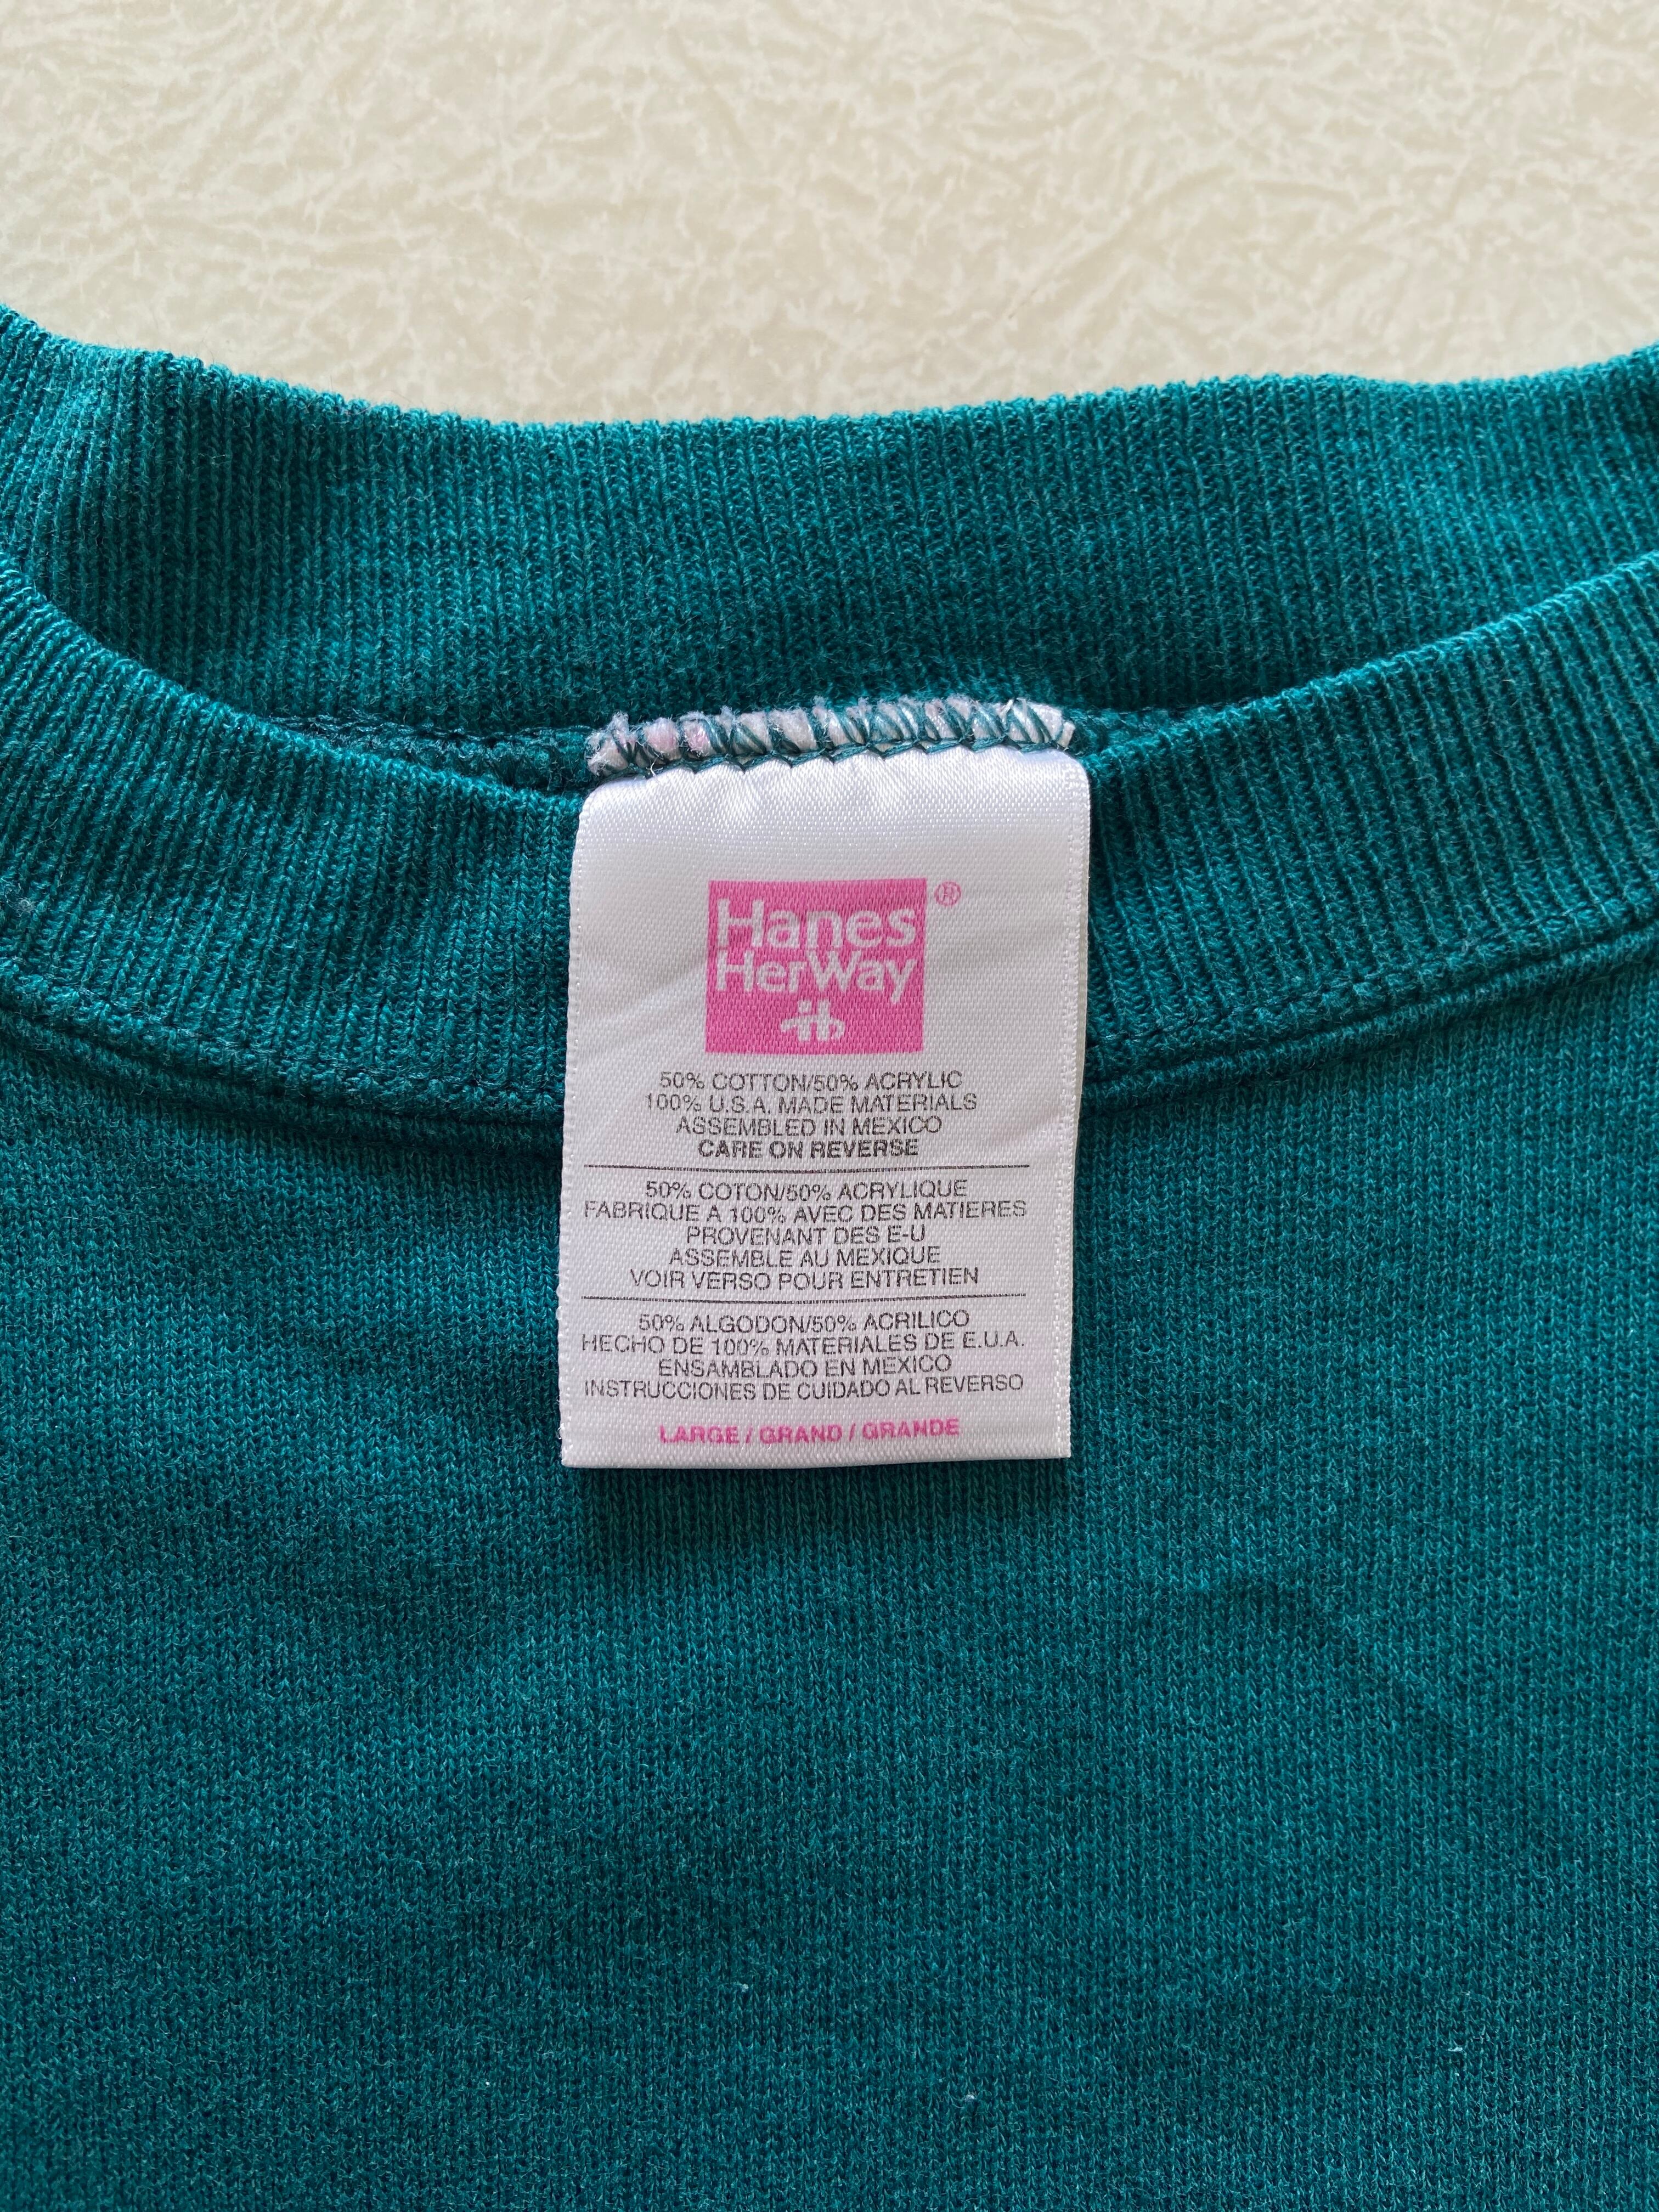 Hanes®
HerWay
50% COTTON/50% ACRYLIC
100% U.S.A. MADE MATERIALS
ASSEMBLED IN MEXICO
CARE ON REVERSE
50% COTON/50% ACRYLIQUE
FABRIQUE A 100% AVEC DES MATIERES
PROVENANT DES E-U
ASSEMBLE AU MEXIQUE
VOIR VERSO POUR ENTRETIEN
50% ALGODON/50% ACRILICO
HECHO DE 100% MATERIALES DE E.U.A.
ENSAMBLADO EN MEXICO
INSTRUCCIONES DE CUIDADO AL REVERSO
LARGE / GRAND / GRANDE